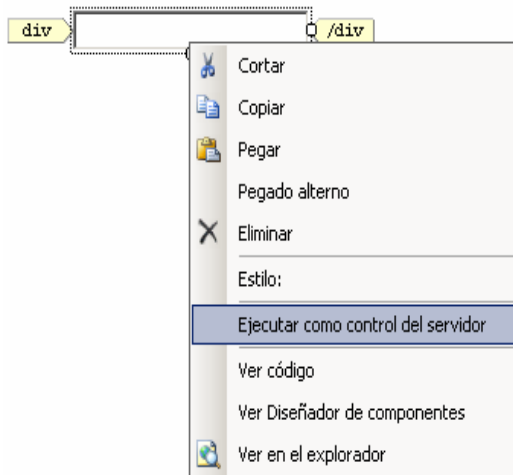 div /div
Cortar
Copiar
Pegar
Pegado alterno
Eliminar
Estilo:
Ejecutar como control del servidor
Ver código
Ver Diseñador de componentes
Ver en el explorador